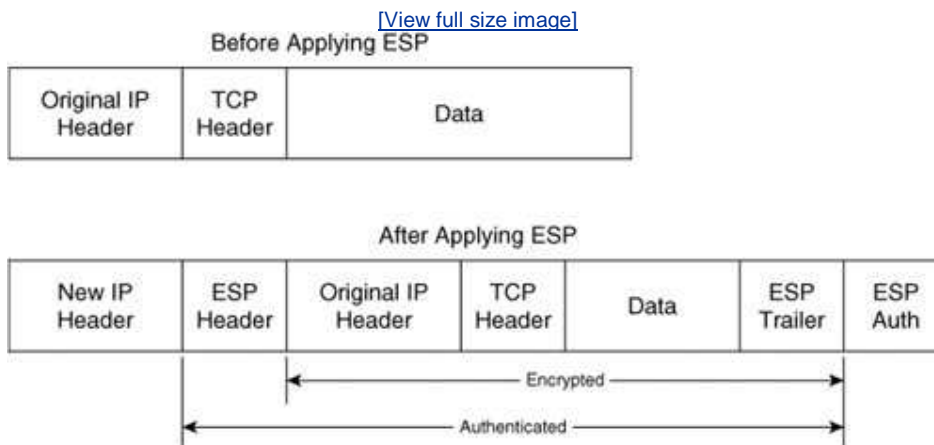 [View full size image]
Before Applying ESP
Original IP Header
TCP Header
Data
After Applying ESP
New IP Header
ESP Header
Original IP Header
TCP Header
Data
ESP Trailer
ESP Auth
Encrypted
Authenticated